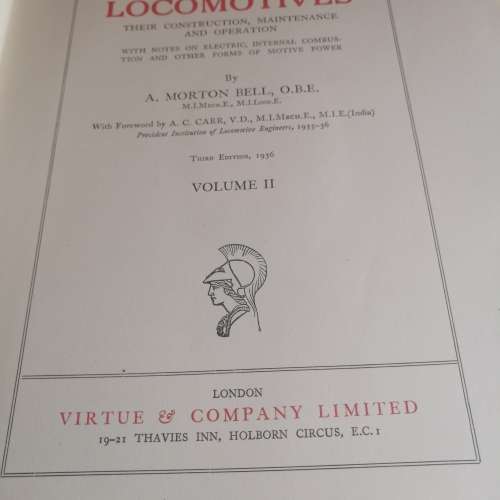 LOCOMOTIVES
THEIR CONSTRUCTION, MAINTENANCE
AND OPERATION
WITH NOTES ON ELECTRIC, INTERNAL COMBUS-
TION AND OTHER FORMS OF MOTIVE POWER
By
A. MORTON BELL, O.B.E.
M.I.Mech.E., M.I.Loco.E.
With Foreword by A. C. CARR, V.D., M.I.Mech.E., M.I.E.(India)
President Institution of Locomotive Engineers, 1935–36
Third Edition, 1936
VOLUME II
LONDON
VIRTUE & COMPANY LIMITED
19–21 THAVIES INN, HOLBORN CIRCUS, E.C.1